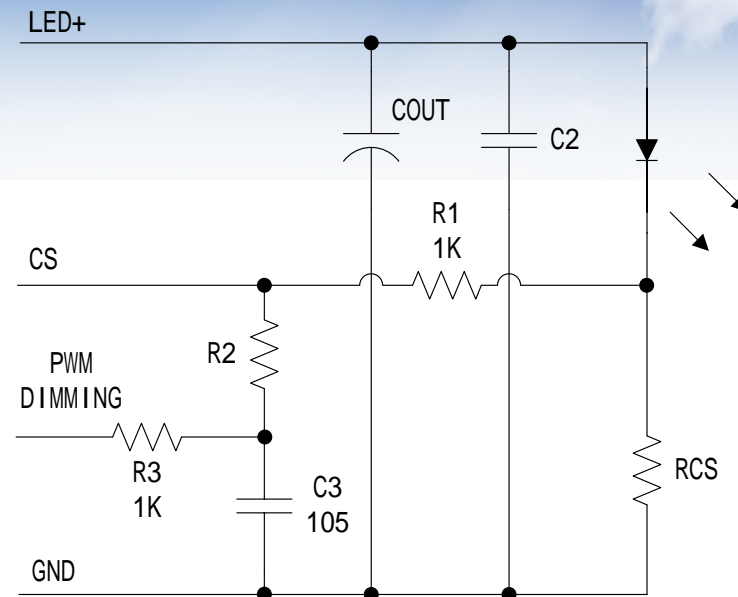 LED+
COUT
C2
R1
1K
CS
R2
PWM
DIMMING
R3
1K
C3
105
RCS
GND